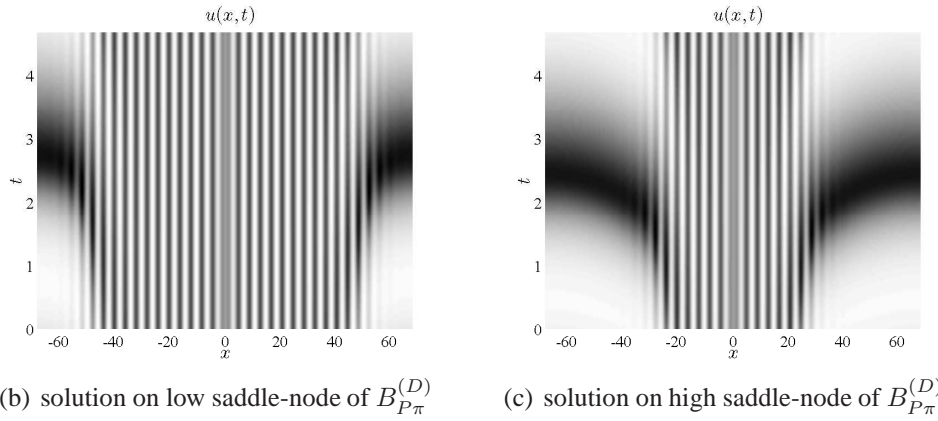 u(x,t)
4
3
t
2
1
0
-60 -40 -20 0 20 40 60
x
u(x,t)
4
3
t
2
1
0
-60 -40 -20 0 20 40 60
x
b) solution on low saddle-node of B_{Pπ}^{(D)}
(c) solution on high saddle-node of B_{Pπ}^{(D)}